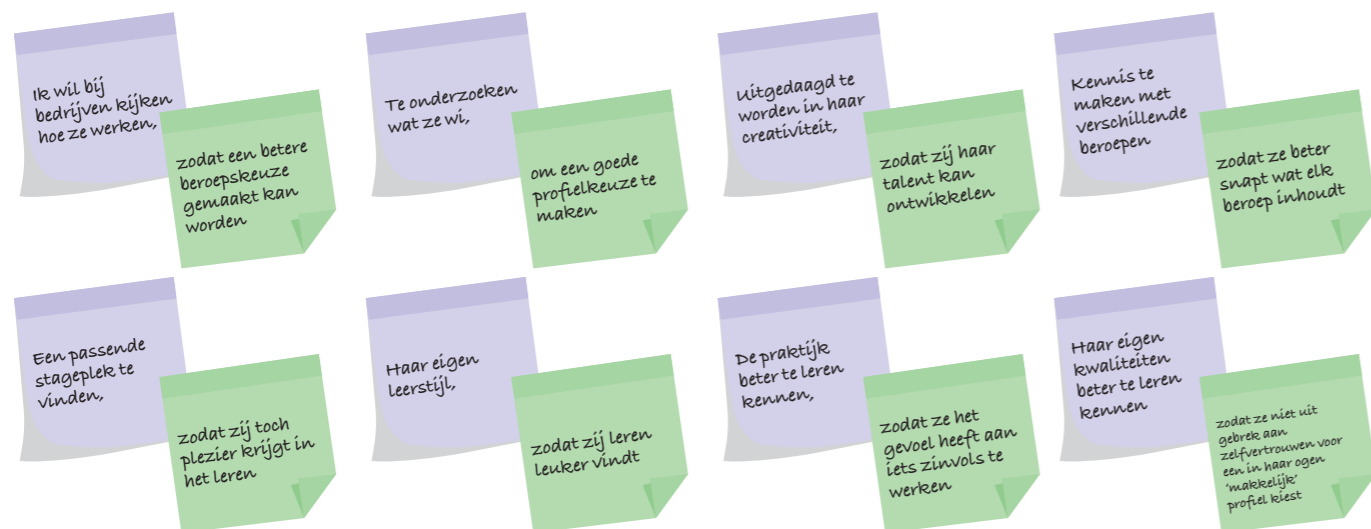 Ik wil bij
bedrijven kijken
hoe ze werken,
zodat een betere
beroepskeuze
gemaakt kan
worden
Te onderzoeken
wat ze wi,
om een goede
profielkeuze te
maken
Uitgedaagd te
worden in haar
creativiteit,
zodat zij haar
talent kan
ontwikkelen
Kennis te
maken met
verschillende
beroepen
zodat ze beter
snapt wat elk
beroep inhoudt
Een passende
stageplek te
vinden,
zodat zij toch
plezier krijgt in
het leren
Haar eigen
leerstijl,
zodat zij leren
leuker vindt
De praktijk
beter te leren
kennen,
zodat ze het
gevoel heeft aan
iets zinvols te
werken
Haar eigen
kwaliteiten
beter te leren
kennen
zodat ze niet uit
gebrek aan
zelfvertrouwen voor
een in haar ogen
‘makkelijk’
profiel kiest